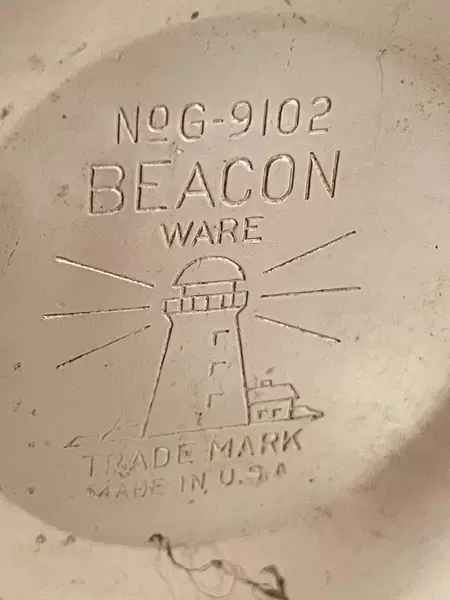 NoG-9102
BEACON
WARE
TRADE MARK
MADE IN U.S.A